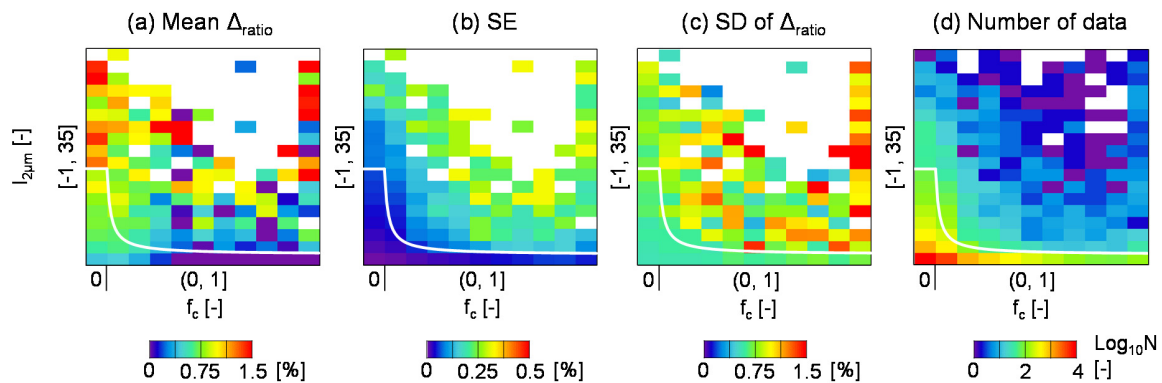 (a) Mean Δratio
(b) SE
(c) SD of Δratio
(d) Number of data
I2μm [-]
[-1, 35]
[-1, 35]
[-1, 35]
[-1, 35]
0 (0, 1]
0 (0, 1]
0 (0, 1]
0 (0, 1]
fc [-]
fc [-]
fc [-]
fc [-]
0 0.75 1.5 [%]
0 0.25 0.5 [%]
0 0.75 1.5 [%]
0 2 4 Log10N [-]